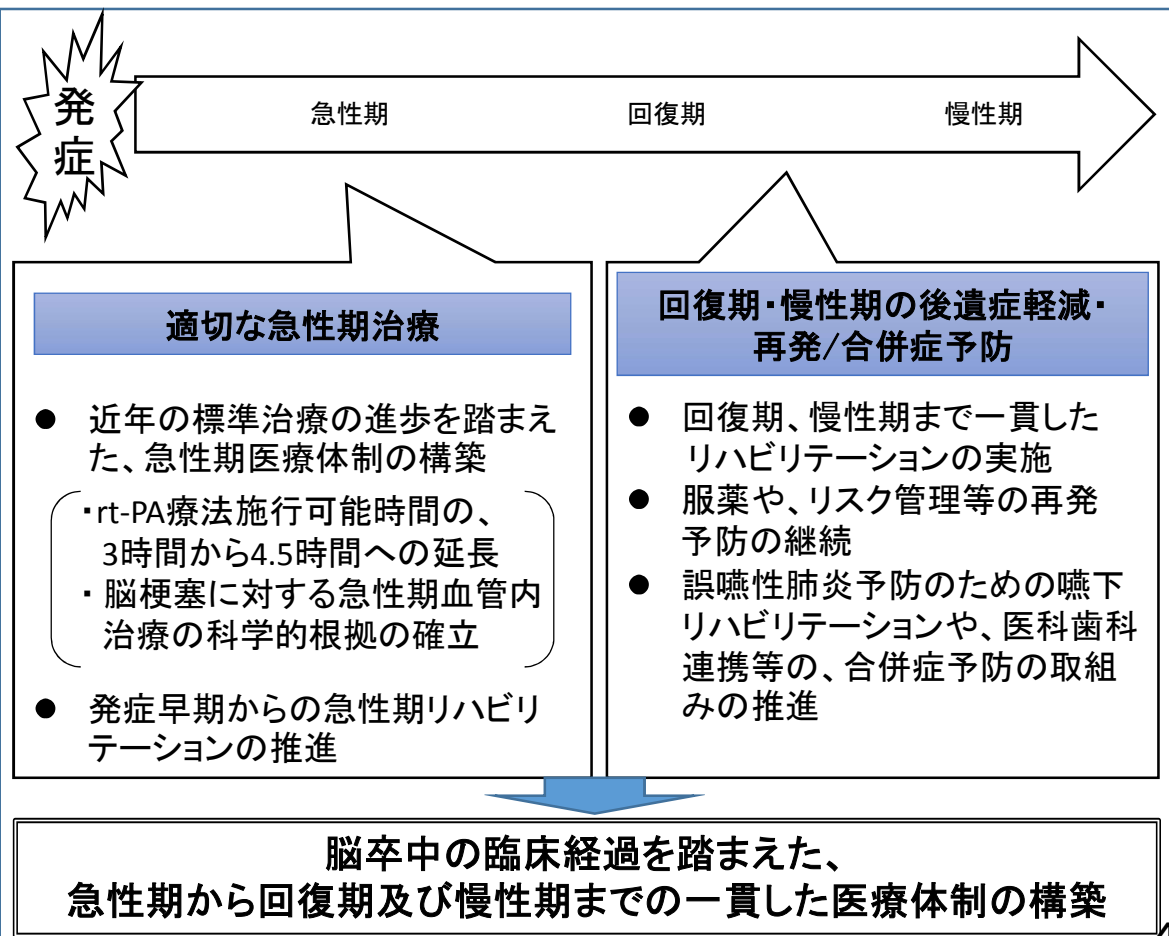 発
症
急性期
回復期
慢性期
適切な急性期治療
● 近年の標準治療の進歩を踏まえ
た、急性期医療体制の構築
・rt-PA療法施行可能時間の、
3時間から4.5時間への延長
・脳梗塞に対する急性期血管内
治療の科学的根拠の確立
● 発症早期からの急性期リハビリ
テーションの推進
回復期・慢性期の後遺症軽減・
再発/合併症予防
● 回復期、慢性期まで一貫した
リハビリテーションの実施
● 服薬や、リスク管理等の再発
予防の継続
● 誤嚥性肺炎予防のための嚥下
リハビリテーションや、医科歯科
連携等の、合併症予防の取組
みの推進
脳卒中の臨床経過を踏まえた、
急性期から回復期及び慢性期までの一貫した医療体制の構築